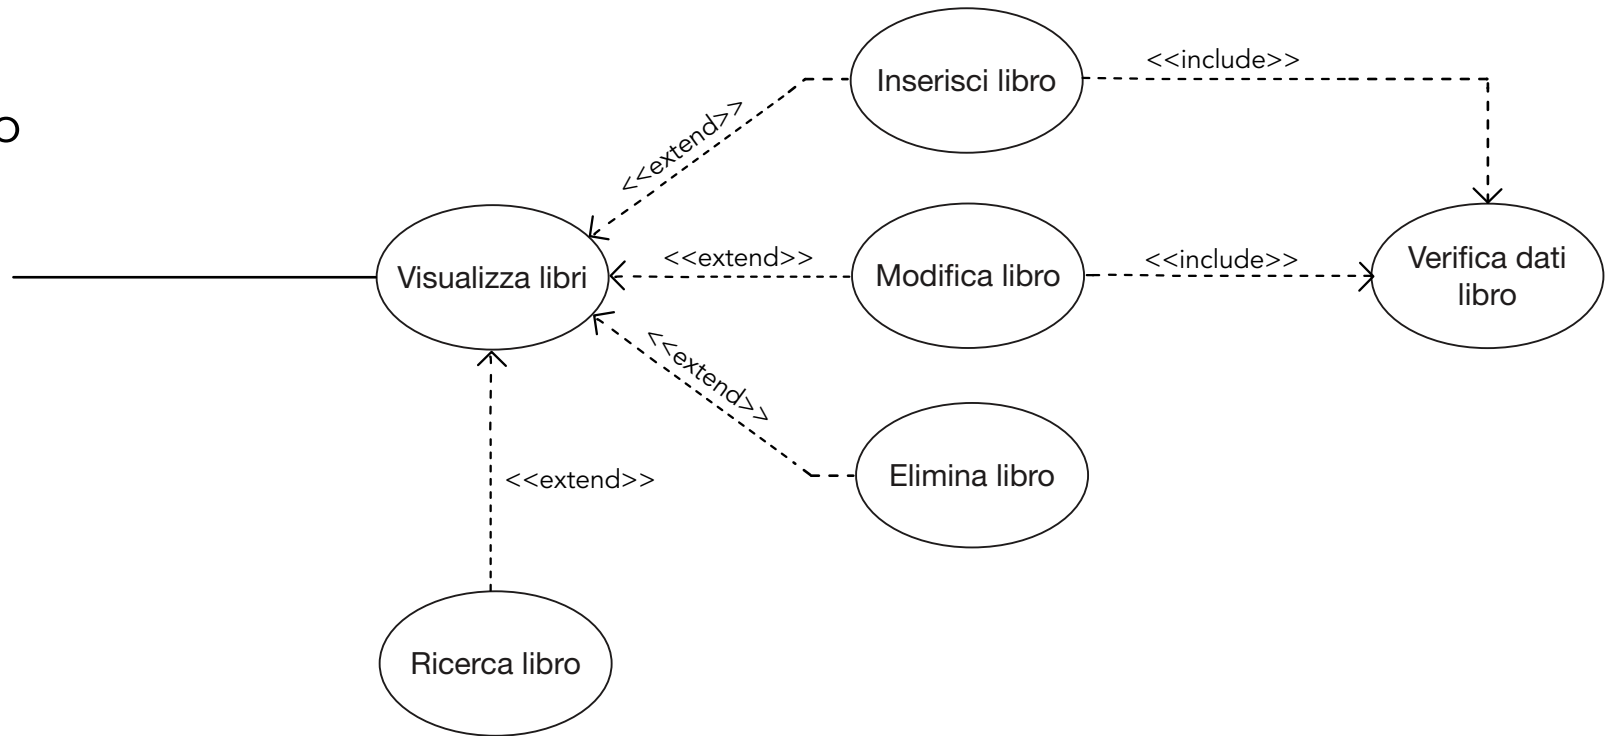 Inserisci libro
<<include>>
o
<<extend>>
Visualizza libri
<<extend>>
Modifica libro
<<include>>
Verifica dati
libro
<<extend>>
Elimina libro
<<extend>>
Ricerca libro